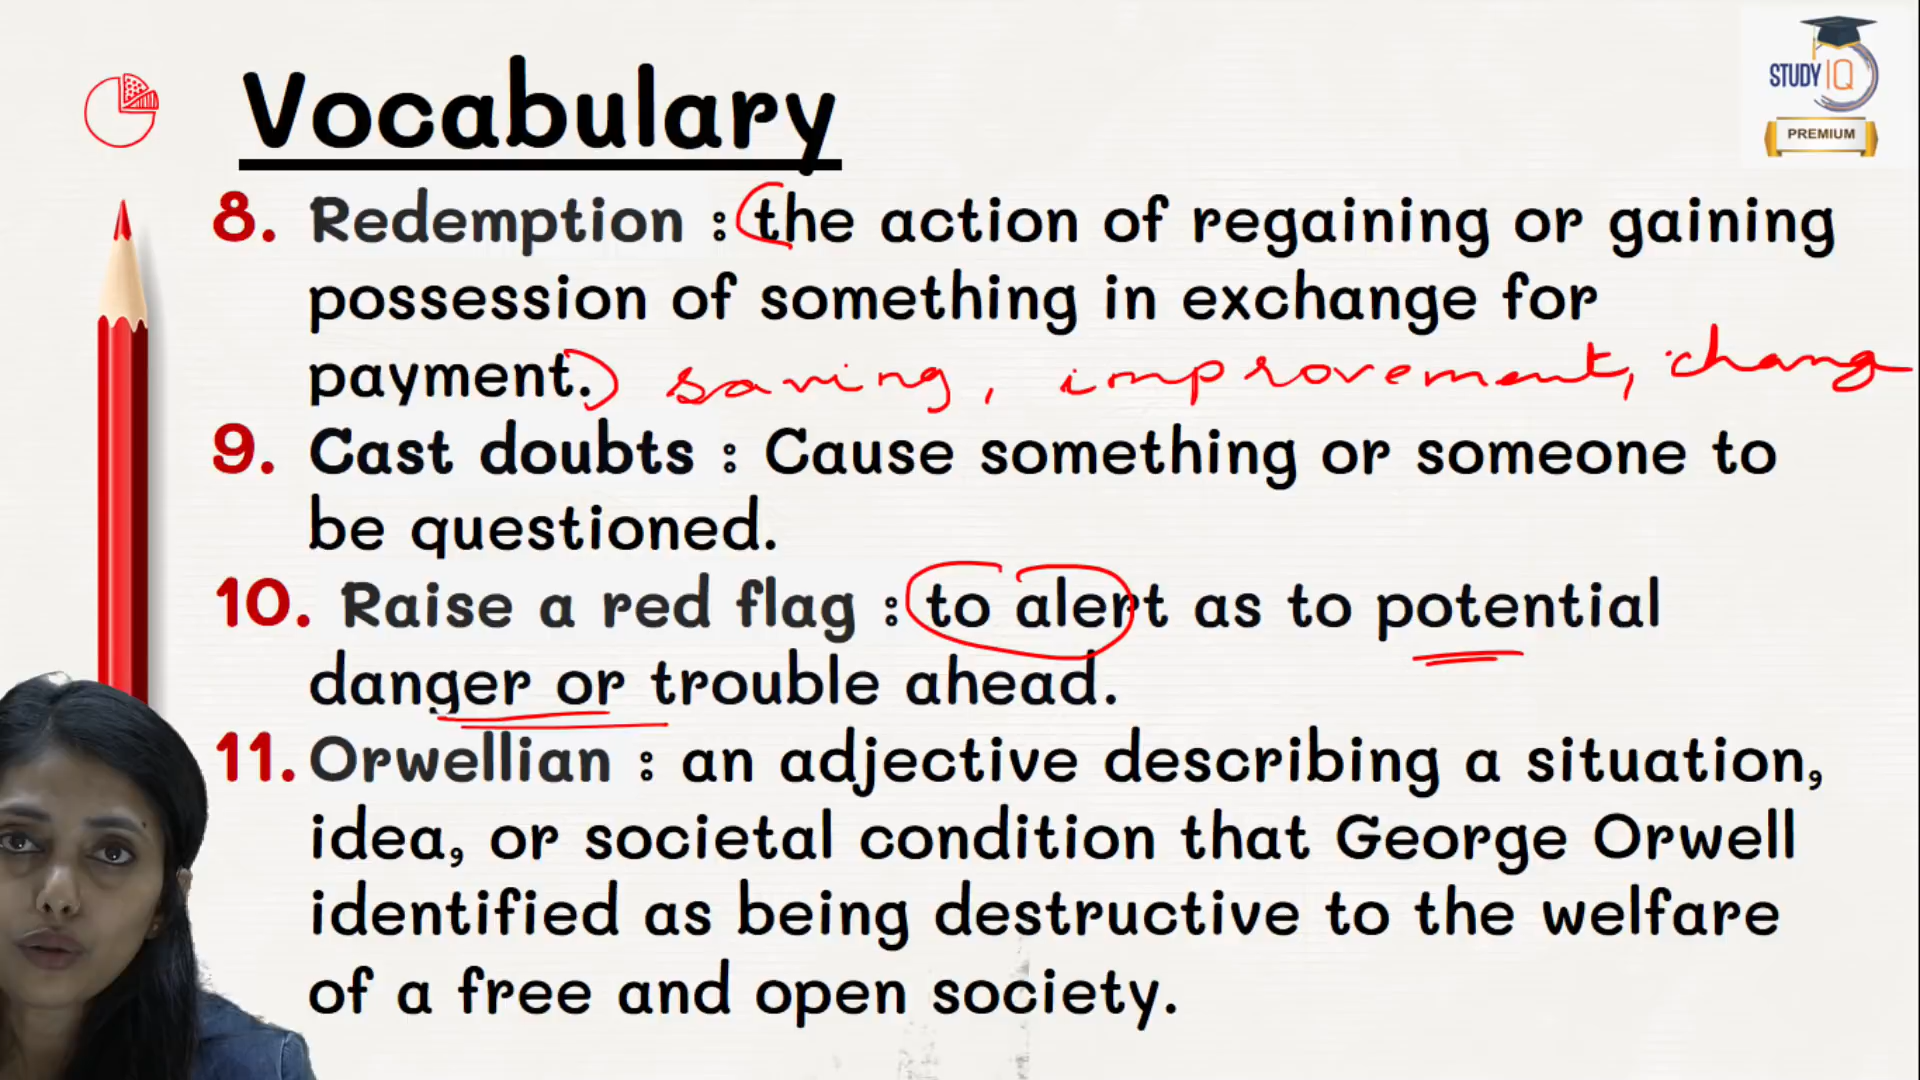 Vocabulary
STUDY IQ
PREMIUM
8. Redemption : the action of regaining or gaining
possession of something in exchange for
payment. saving, improvement, chang
9. Cast doubts : Cause something or someone to
be questioned.
10. Raise a red flag : to alert as to potential
danger or trouble ahead.
11. Orwellian : an adjective describing a situation,
idea, or societal condition that George Orwell
identified as being destructive to the welfare
of a free and open society.